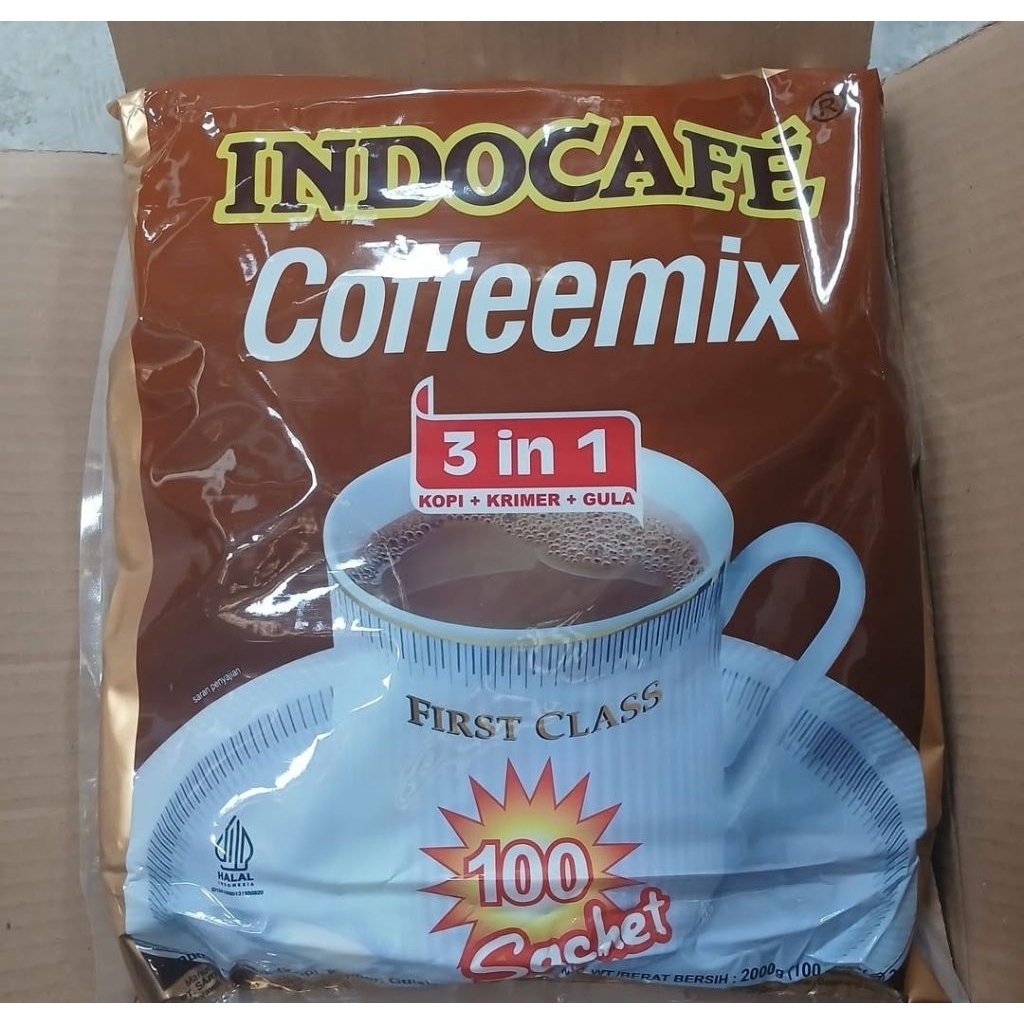 INDOCAFÉ ®
Coffeemix
3 in 1
KOPI + KRIMER + GULA
saran penyajian
FIRST CLASS
HALAL
INDONESIA
100
Sachet
WT/BERAT BERSIH : 2000g (100